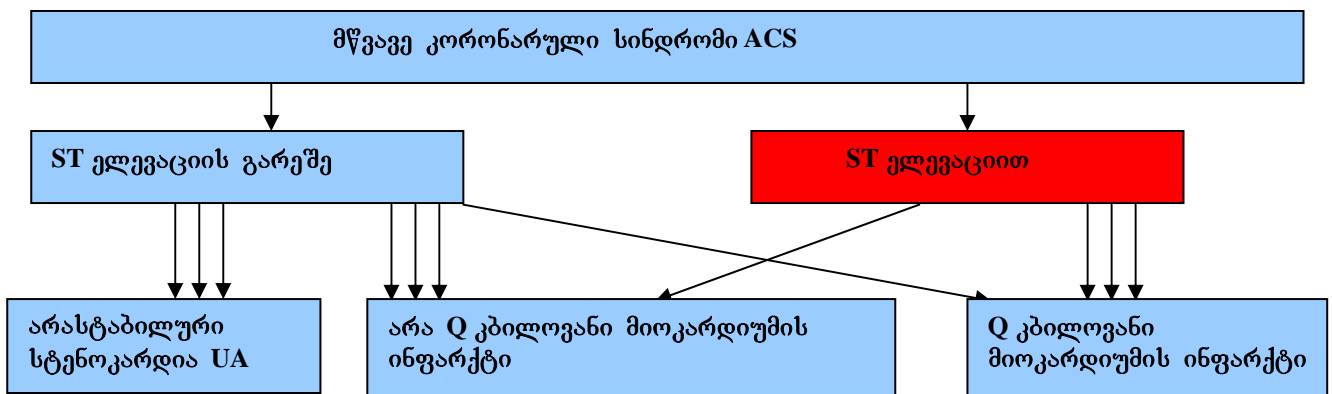 მწვავე კორონარული სინდრომი ACS
ST ელევაციის გარეშე
ST ელევაციით
არასტაბილური
სტენოკარდია UA
არა Q კბილოვანი მიოკარდიუმის
ინფარქტი
Q კბილოვანი
მიოკარდიუმის ინფარქტი